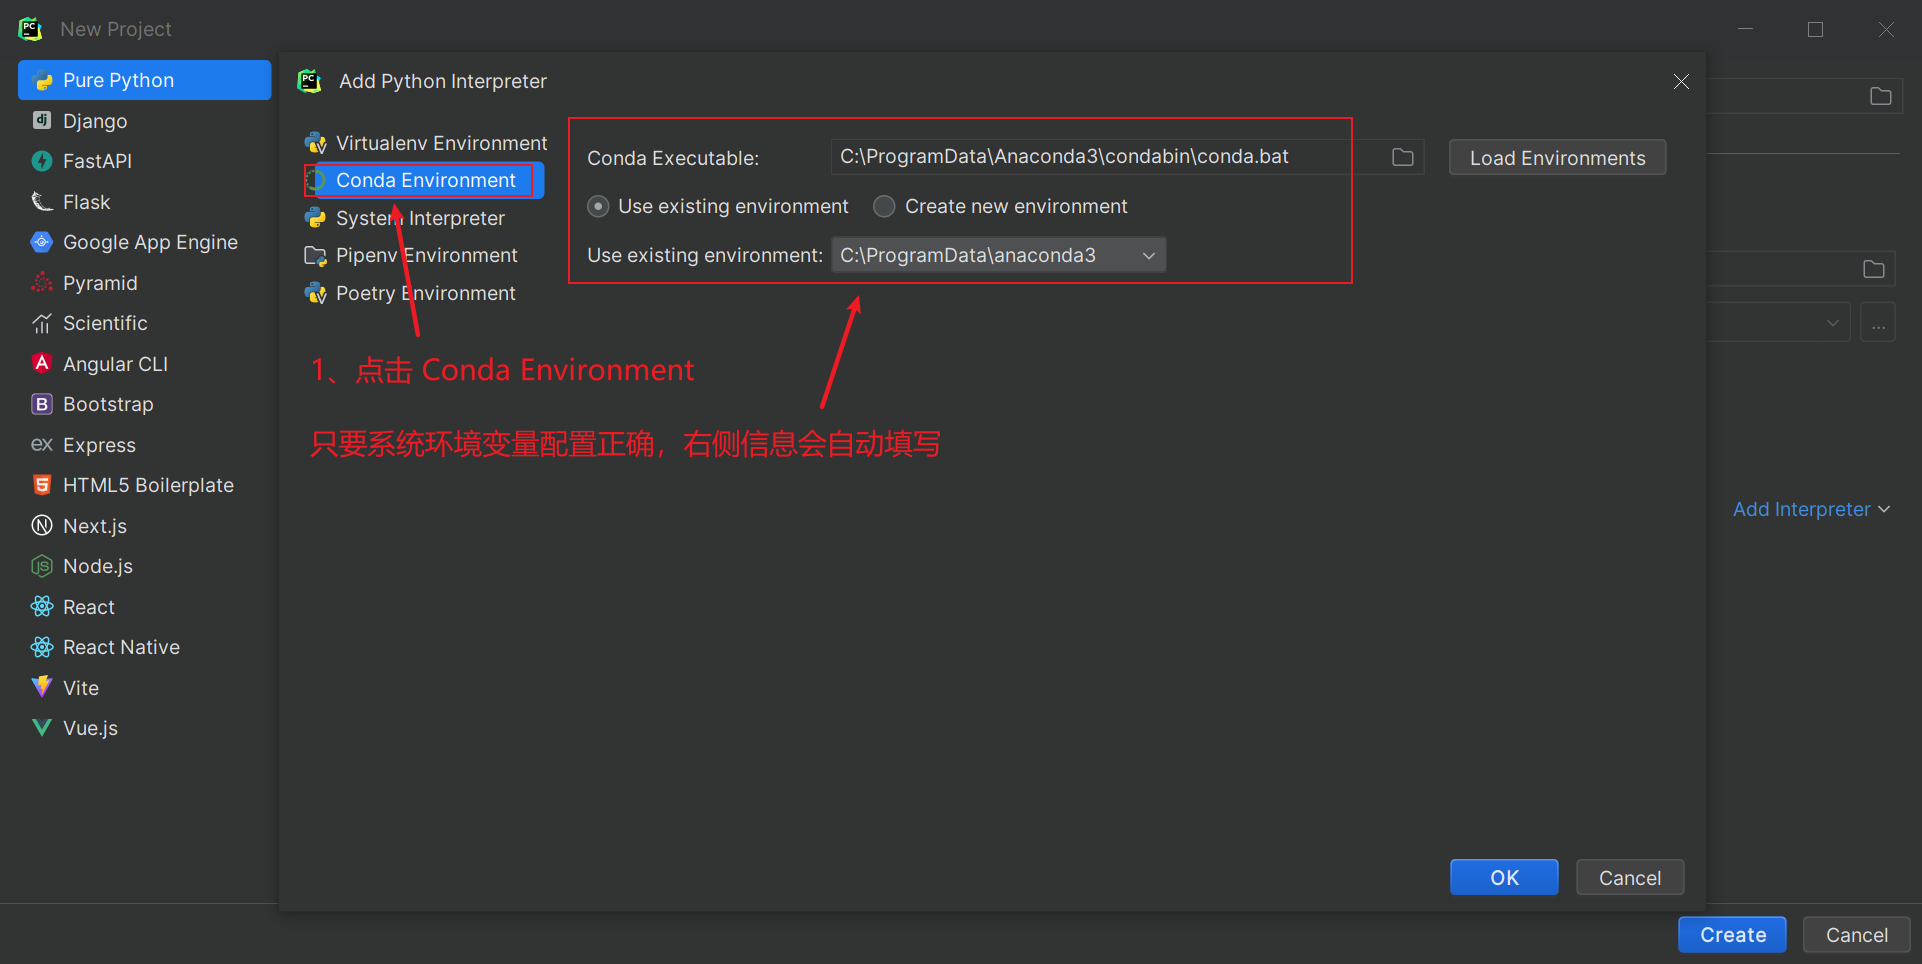 New Project
Pure Python
Django
FastAPI
Flask
Google App Engine
Pyramid
Scientific
Angular CLI
Bootstrap
Express
HTML5 Boilerplate
Next.js
Node.js
React
React Native
Vite
Vue.js
Add Python Interpreter
Virtualenv Environment
Conda Environment
System Interpreter
Pipenv Environment
Poetry Environment
Conda Executable: C:\ProgramData\Anaconda3\condabin\conda.bat Load Environments
Use existing environment Create new environment
Use existing environment: C:\ProgramData\anaconda3
1、点击 Conda Environment
只要系统环境变量配置正确，右侧信息会自动填写
...
Add Interpreter
OK Cancel
Create Cancel